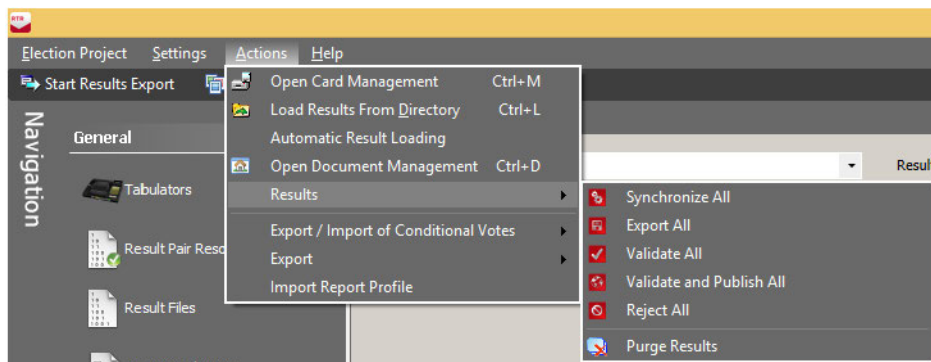 RTR
Election Project Settings Actions Help
Start Results Export
Navigation
General
Tabulators
Result Pair Reso
Result Files
Open Card Management Ctrl+M
Load Results From Directory Ctrl+L
Automatic Result Loading
Open Document Management Ctrl+D
Results
Export / Import of Conditional Votes
Export
Import Report Profile
Resul
Synchronize All
Export All
Validate All
Validate and Publish All
Reject All
Purge Results